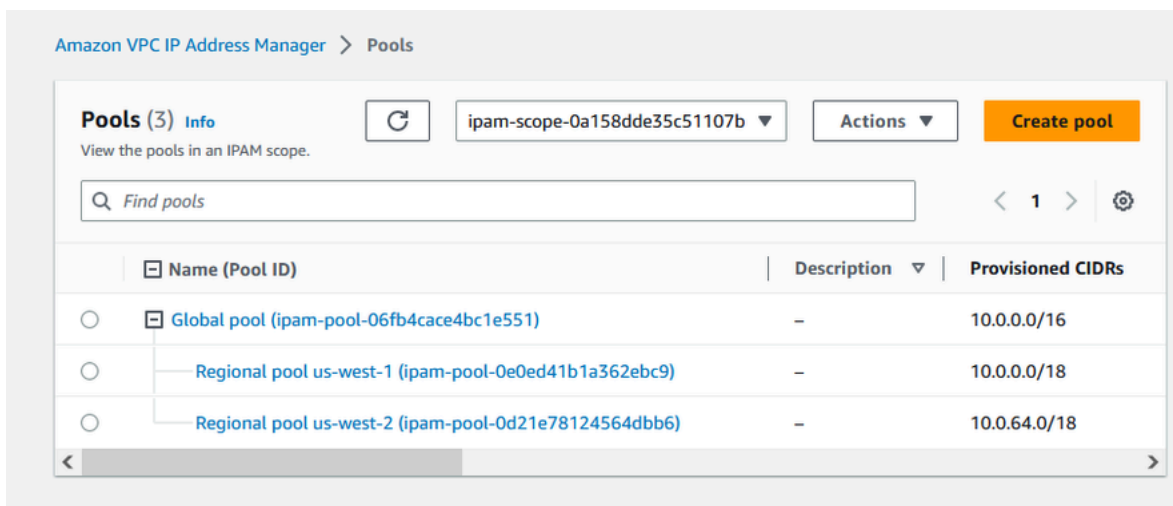 Amazon VPC IP Address Manager > Pools
Pools (3) Info
ipam-scope-0a158dde35c51107b
Actions
Create pool
View the pools in an IPAM scope.
Find pools
1
Name (Pool ID) Description Provisioned CIDRs
Global pool (ipam-pool-06fb4cace4bc1e551) – 10.0.0.0/16
Regional pool us-west-1 (ipam-pool-0e0ed41b1a362ebc9) – 10.0.0.0/18
Regional pool us-west-2 (ipam-pool-0d21e78124564dbb6) – 10.0.64.0/18